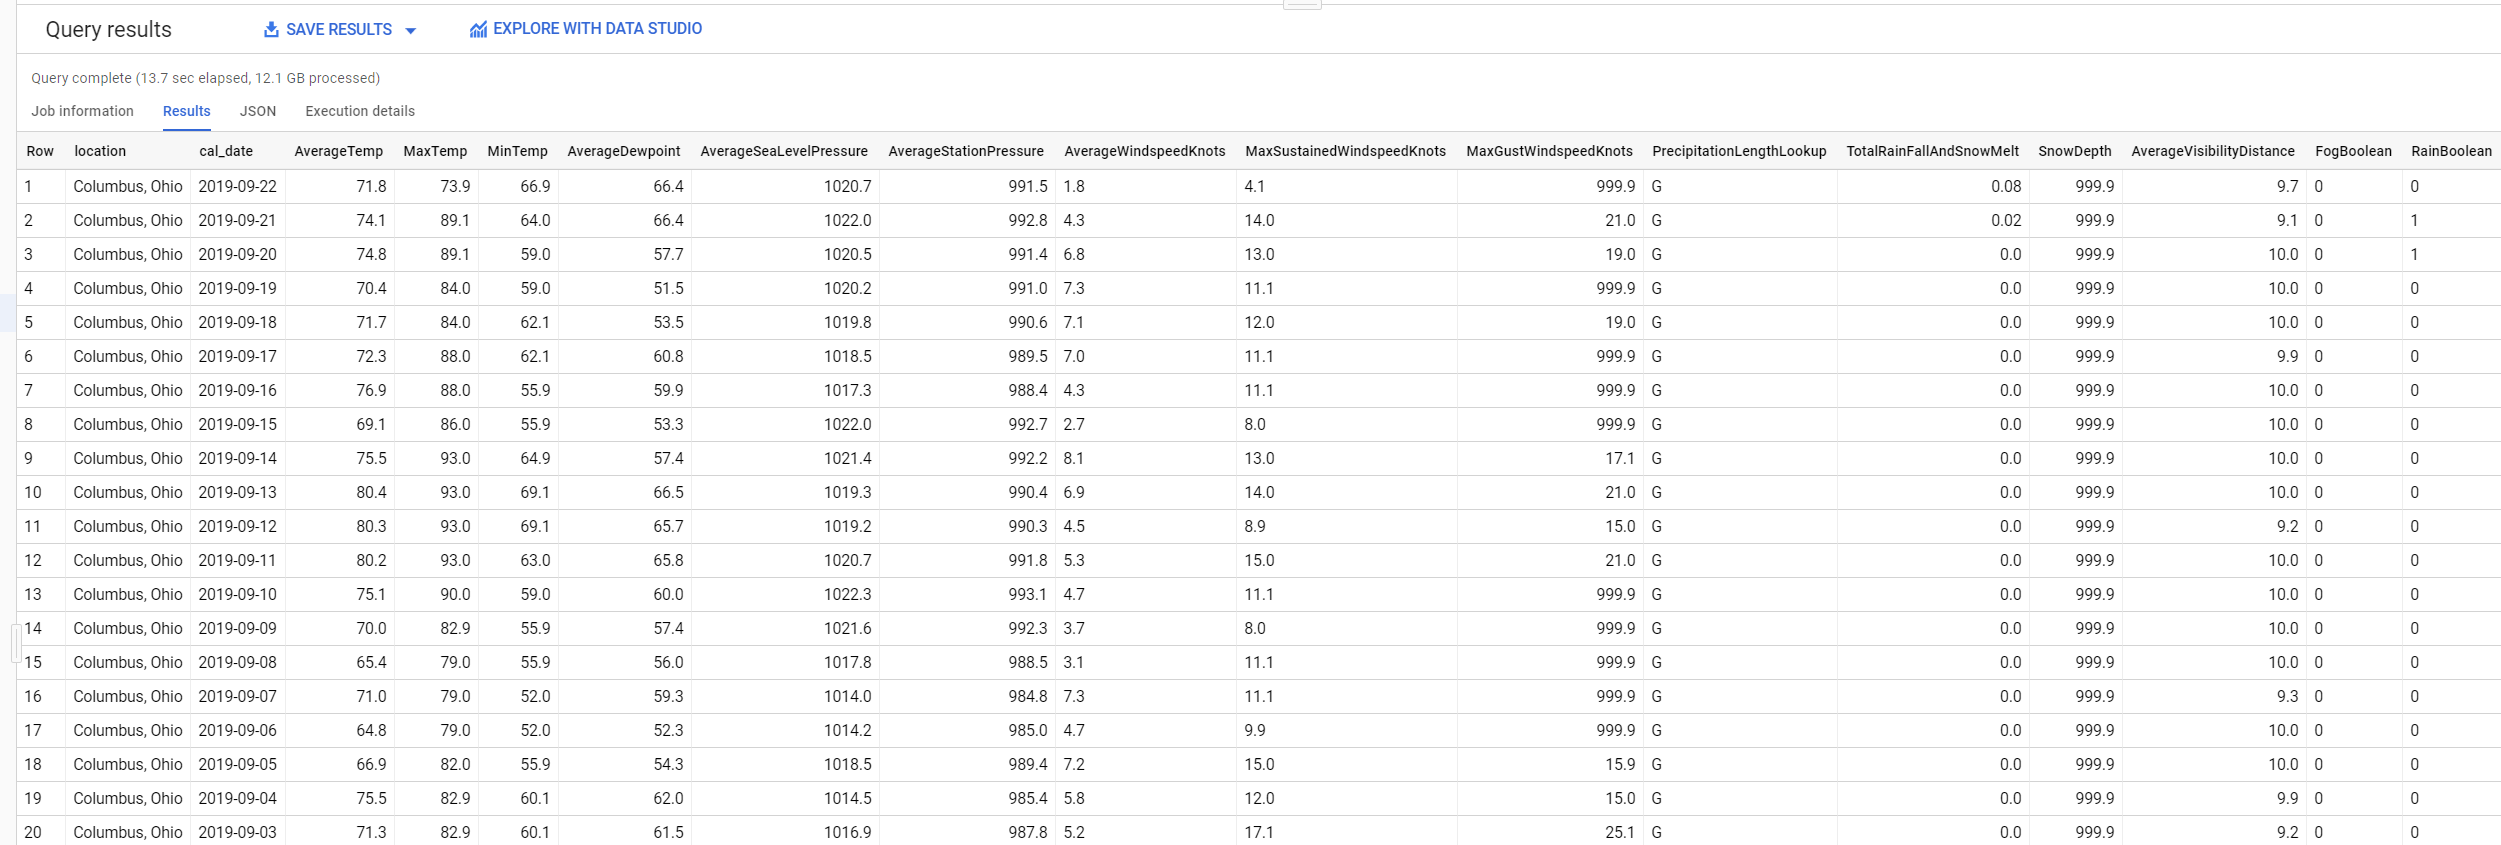 Query results SAVE RESULTS EXPLORE WITH DATA STUDIO
Query complete (13.7 sec elapsed, 12.1 GB processed)
Job information Results JSON Execution details
Row location cal_date AverageTemp MaxTemp MinTemp AverageDewpoint AverageSeaLevelPressure AverageStationPressure AverageWindspeedKnots MaxSustainedWindspeedKnots MaxGustWindspeedKnots PrecipitationLengthLookup TotalRainFallAndSnowMelt SnowDepth AverageVisibilityDistance FogBoolean RainBoolean
1 Columbus, Ohio 2019-09-22 71.8 73.9 66.9 66.4 1020.7 991.5 1.8 4.1 999.9 G 0.08 999.9 9.7 0 0
2 Columbus, Ohio 2019-09-21 74.1 89.1 64.0 66.4 1022.0 992.8 4.3 14.0 21.0 G 0.02 999.9 9.1 0 1
3 Columbus, Ohio 2019-09-20 74.8 89.1 59.0 57.7 1020.5 991.4 6.8 13.0 19.0 G 0.0 999.9 10.0 0 1
4 Columbus, Ohio 2019-09-19 70.4 84.0 59.0 51.5 1020.2 991.0 7.3 11.1 999.9 G 0.0 999.9 10.0 0 0
5 Columbus, Ohio 2019-09-18 71.7 84.0 62.1 53.5 1019.8 990.6 7.1 12.0 19.0 G 0.0 999.9 10.0 0 0
6 Columbus, Ohio 2019-09-17 72.3 88.0 62.1 60.8 1018.5 989.5 7.0 11.1 999.9 G 0.0 999.9 9.9 0 0
7 Columbus, Ohio 2019-09-16 76.9 88.0 55.9 59.9 1017.3 988.4 4.3 11.1 999.9 G 0.0 999.9 10.0 0 0
8 Columbus, Ohio 2019-09-15 69.1 86.0 55.9 53.3 1022.0 992.7 2.7 8.0 999.9 G 0.0 999.9 10.0 0 0
9 Columbus, Ohio 2019-09-14 75.5 93.0 64.9 57.4 1021.4 992.2 8.1 13.0 17.1 G 0.0 999.9 10.0 0 0
10 Columbus, Ohio 2019-09-13 80.4 93.0 69.1 66.5 1019.3 990.4 6.9 14.0 21.0 G 0.0 999.9 10.0 0 0
11 Columbus, Ohio 2019-09-12 80.3 93.0 69.1 65.7 1019.2 990.3 4.5 8.9 15.0 G 0.0 999.9 9.2 0 0
12 Columbus, Ohio 2019-09-11 80.2 93.0 63.0 65.8 1020.7 991.8 5.3 15.0 21.0 G 0.0 999.9 10.0 0 0
13 Columbus, Ohio 2019-09-10 75.1 90.0 59.0 60.0 1022.3 993.1 4.7 11.1 999.9 G 0.0 999.9 10.0 0 0
14 Columbus, Ohio 2019-09-09 70.0 82.9 55.9 57.4 1021.6 992.3 3.7 8.0 999.9 G 0.0 999.9 10.0 0 0
15 Columbus, Ohio 2019-09-08 65.4 79.0 55.9 56.0 1017.8 988.5 3.1 11.1 999.9 G 0.0 999.9 10.0 0 0
16 Columbus, Ohio 2019-09-07 71.0 79.0 52.0 59.3 1014.0 984.8 7.3 11.1 999.9 G 0.0 999.9 9.3 0 0
17 Columbus, Ohio 2019-09-06 64.8 79.0 52.0 52.3 1014.2 985.0 4.7 9.9 999.9 G 0.0 999.9 10.0 0 0
18 Columbus, Ohio 2019-09-05 66.9 82.0 55.9 54.3 1018.5 989.4 7.2 15.0 15.9 G 0.0 999.9 10.0 0 0
19 Columbus, Ohio 2019-09-04 75.5 82.9 60.1 62.0 1014.5 985.4 5.8 12.0 15.0 G 0.0 999.9 9.9 0 0
20 Columbus, Ohio 2019-09-03 71.3 82.9 60.1 61.5 1016.9 987.8 5.2 17.1 25.1 G 0.0 999.9 9.2 0 0